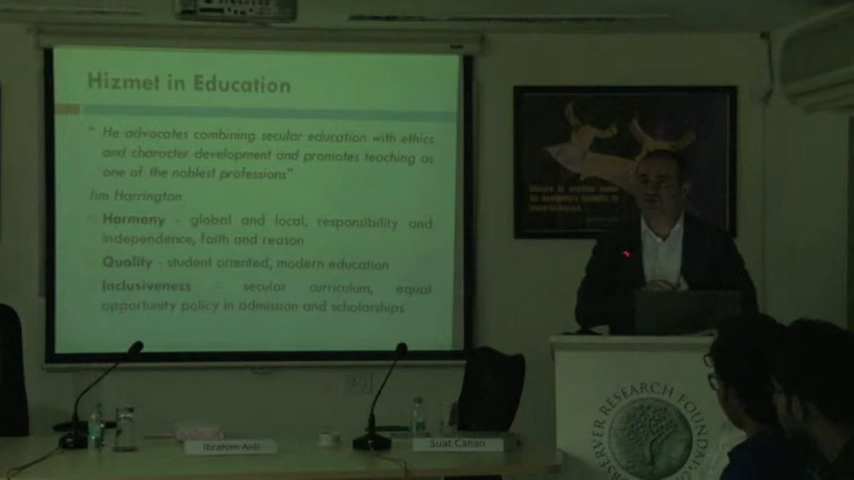 Hizmet in Education
" He advocates combining secular education with ethics
and character development and promotes teaching as
one of the noblest professions"
Jim Harrington
Harmony - global and local, responsibility and
independence, faith and reason
Quality - student oriented, modern education
Inclusiveness - secular curriculum, equal
opportunity policy in admission and scholarships
Ibrahim Anli
Suat Canan
OBSERVER RESEARCH FOUNDATION